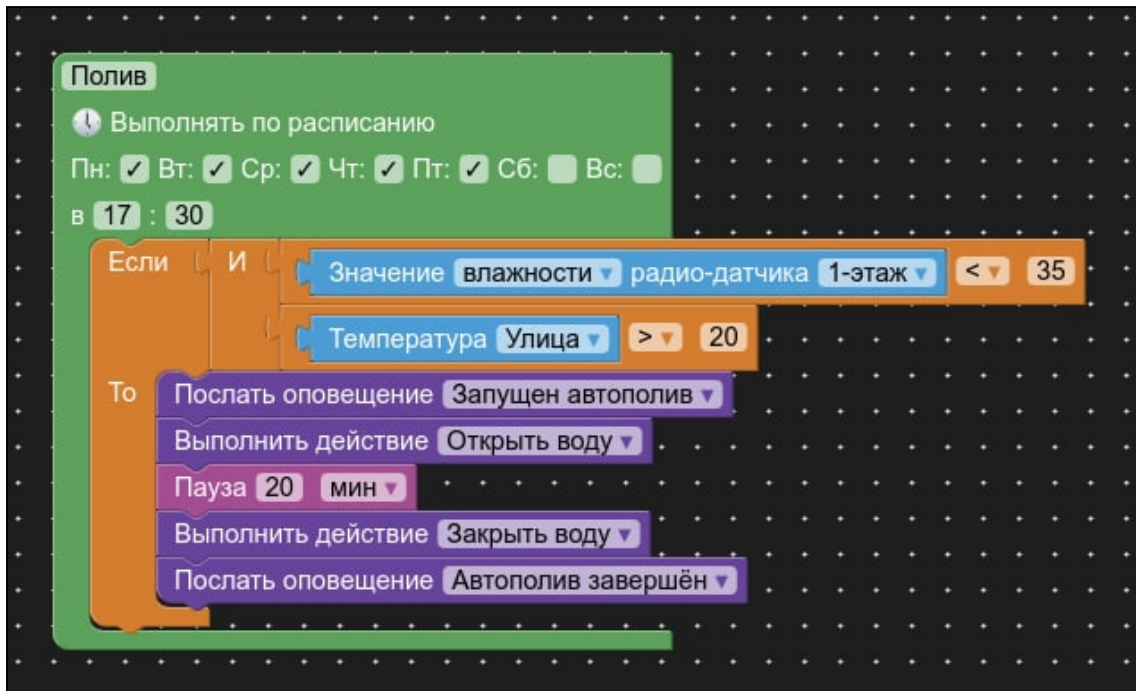 Полив
Выполнять по расписанию
Пн: ✓ Вт: ✓ Ср: ✓ Чт: ✓ Пт: ✓ Сб: Вс:
в 17 : 30
Если И Значение влажности радио-датчика 1-этаж < 35
Температура Улица > 20
То Послать оповещение Запущен автополив
Выполнить действие Открыть воду
Пауза 20 мин
Выполнить действие Закрыть воду
Послать оповещение Автополив завершён